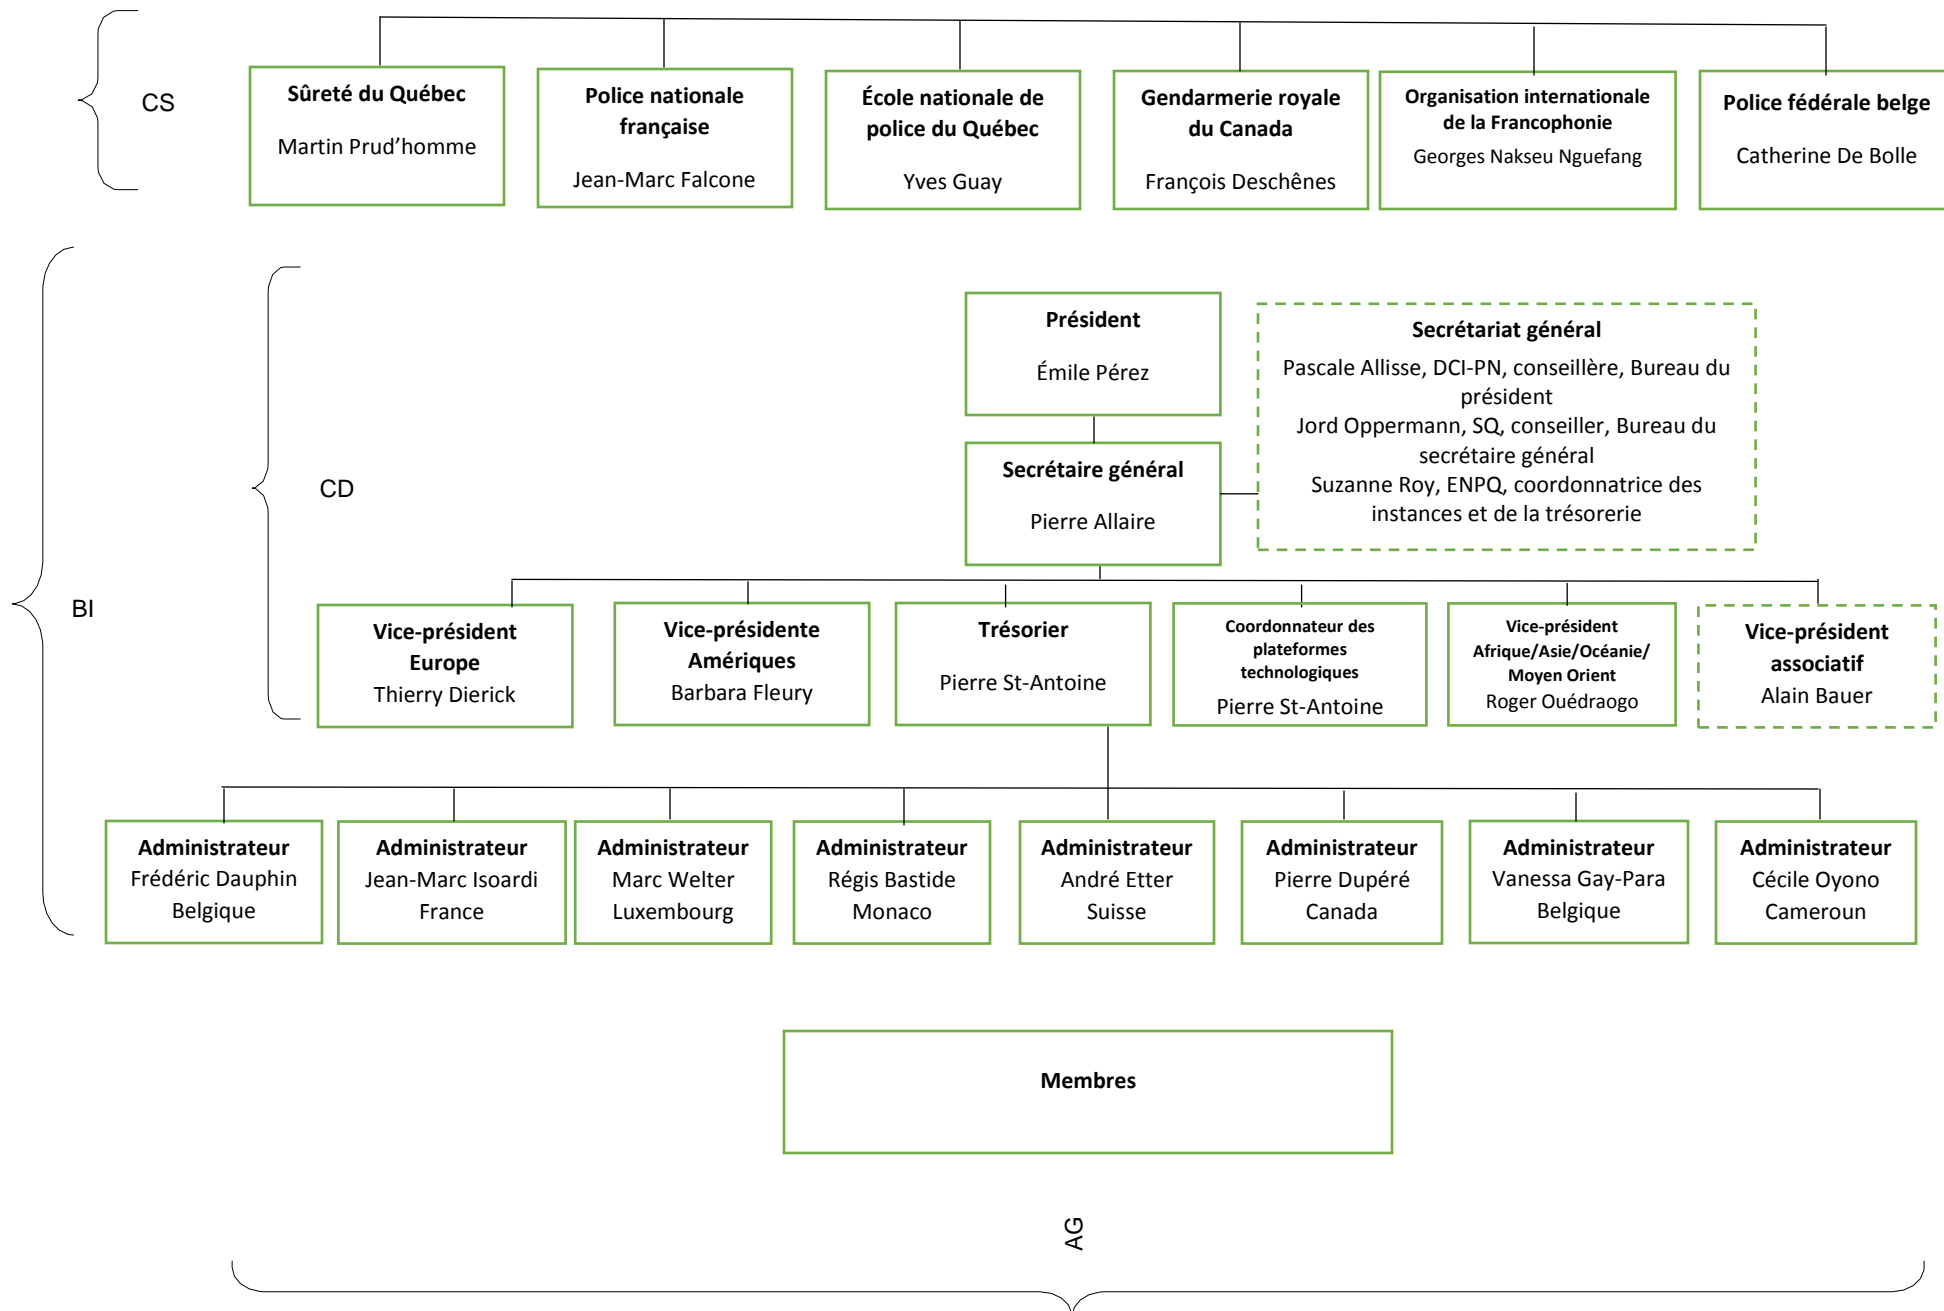 CS
Sûreté du Québec
Martin Prud'homme
Police nationale
française
Jean-Marc Falcone
École nationale de
police du Québec
Yves Guay
Gendarmerie royale
du Canada
François Deschênes
Organisation internationale
de la Francophonie
Georges Nakseu Nguefang
Police fédérale belge
Catherine De Bolle
BI
CD
Président
Émile Pérez
Secrétaire général
Pierre Allaire
Secrétariat général
Pascale Allisse, DCI-PN, conseillère, Bureau du
président
Jord Oppermann, SQ, conseiller, Bureau du
secrétaire général
Suzanne Roy, ENPQ, coordonnatrice des
instances et de la trésorerie
Vice-président
Europe
Thierry Dierick
Vice-présidente
Amériques
Barbara Fleury
Trésorier
Pierre St-Antoine
Coordonnateur des
plateformes
technologiques
Pierre St-Antoine
Vice-président
Afrique/Asie/Océanie/
Moyen Orient
Roger Ouédraogo
Vice-président
associatif
Alain Bauer
Administrateur
Frédéric Dauphin
Belgique
Administrateur
Jean-Marc Isoardi
France
Administrateur
Marc Welter
Luxembourg
Administrateur
Régis Bastide
Monaco
Administrateur
André Etter
Suisse
Administrateur
Pierre Dupéré
Canada
Administrateur
Vanessa Gay-Para
Belgique
Administrateur
Cécile Oyono
Cameroun
Membres
AG